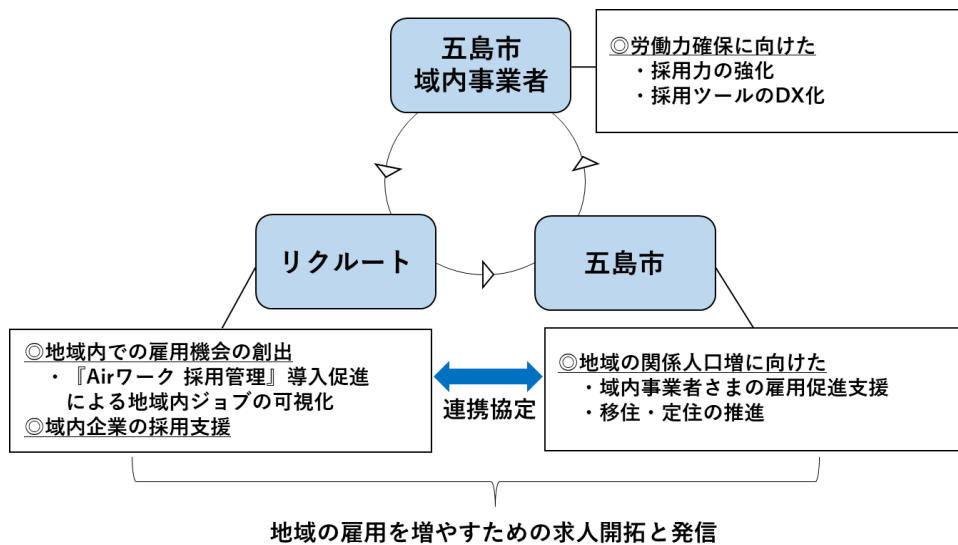 五島市
域内事業者
◎労働力確保に向けた
・採用力の強化
・採用ツールのDX化
リクルート
五島市
◎地域内での雇用機会の創出
・『Airワーク 採用管理』導入促進
による地域内ジョブの可視化
◎域内企業の採用支援
連携協定
◎地域の関係人口増に向けた
・域内事業者さまの雇用促進支援
・移住・定住の推進
地域の雇用を増やすための求人開拓と発信